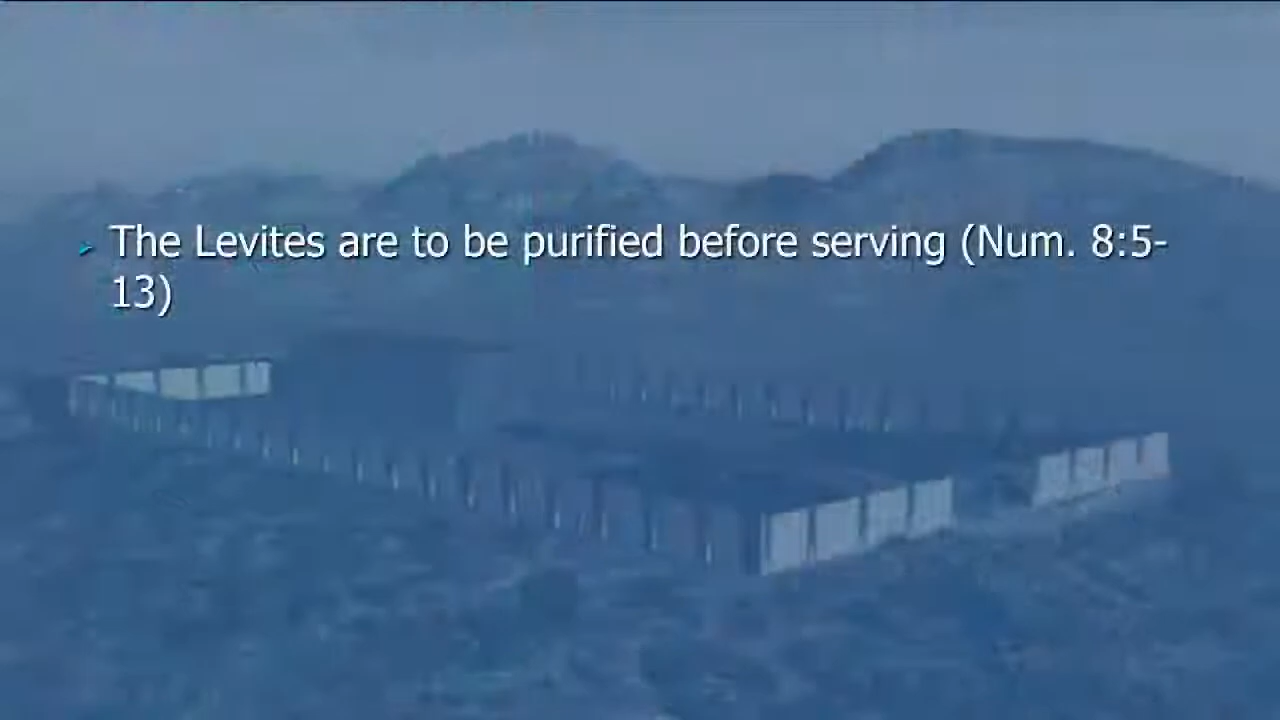 The Levites are to be purified before serving (Num. 8:5-
13)